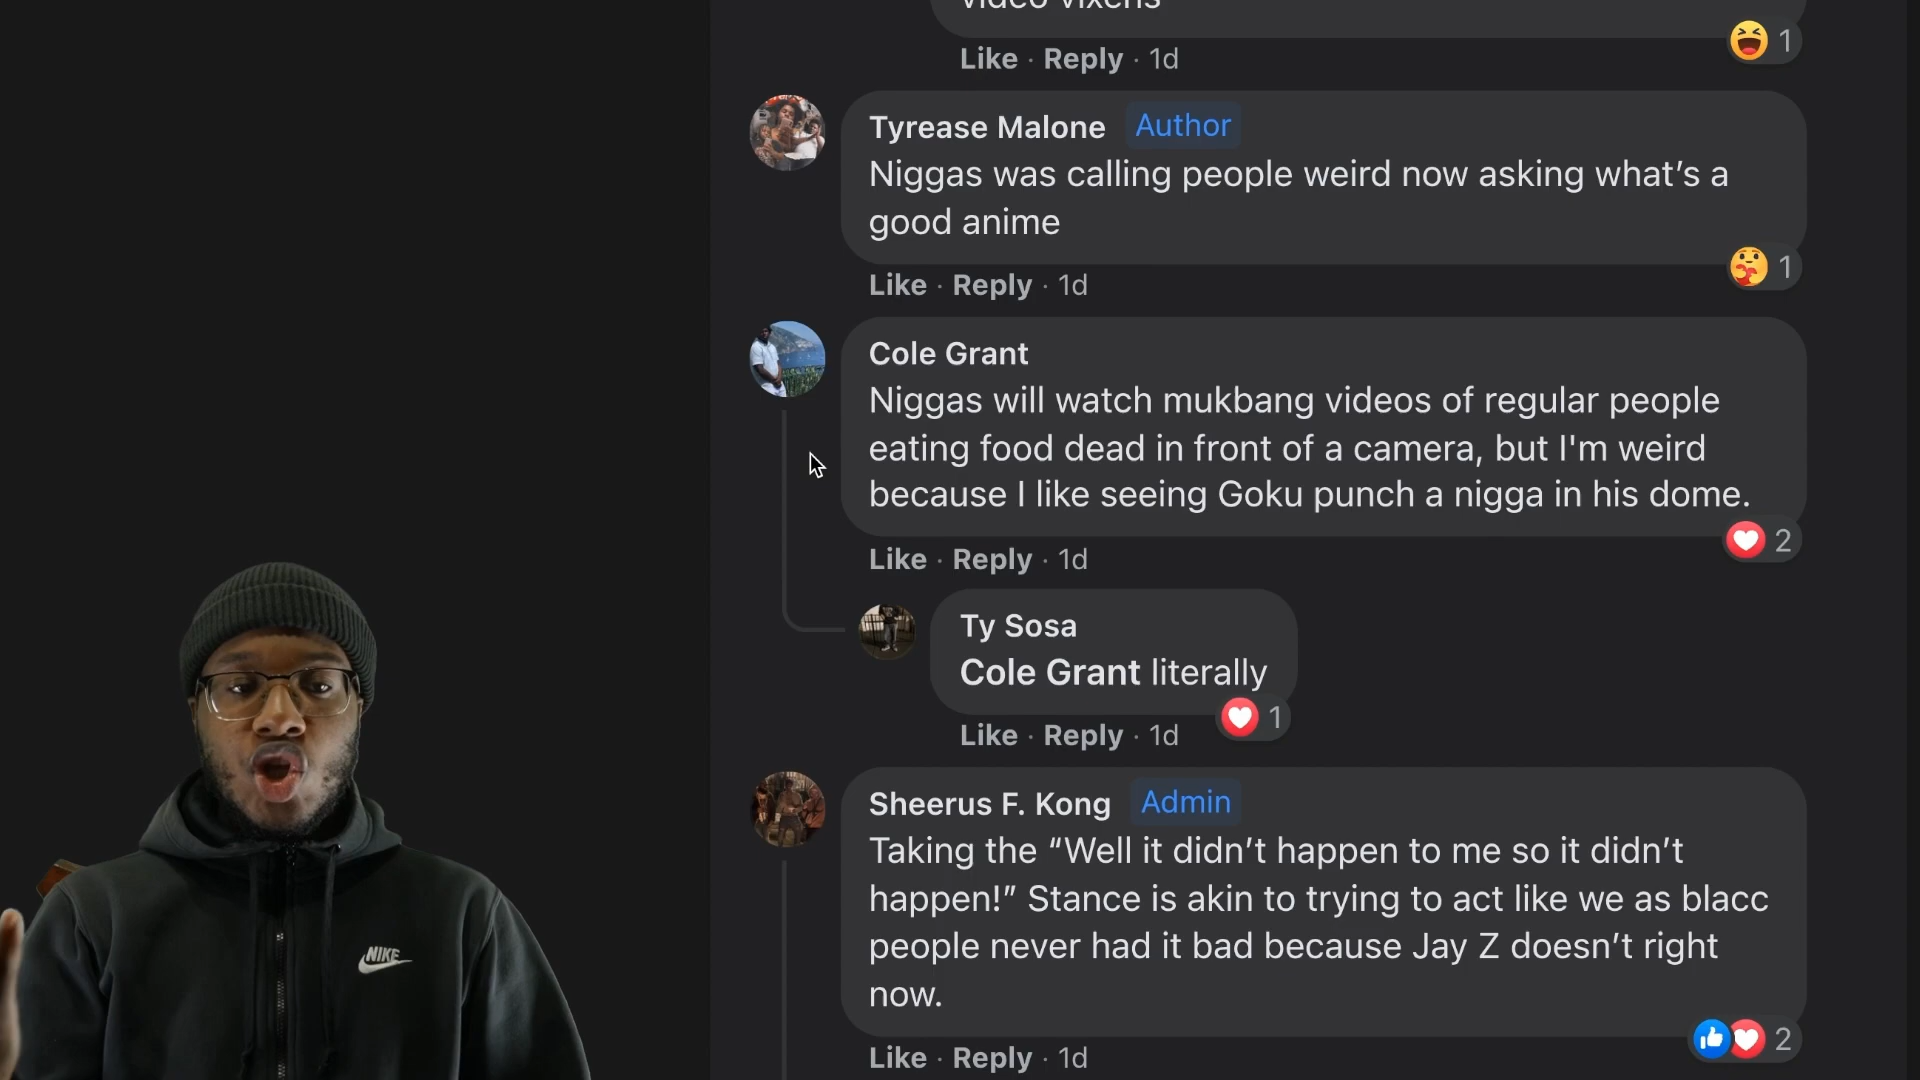 video vixens
Like · Reply · 1d
1
Tyrease Malone Author
Niggas was calling people weird now asking what’s a
good anime
1
Like · Reply · 1d
Cole Grant
Niggas will watch mukbang videos of regular people
eating food dead in front of a camera, but I'm weird
because I like seeing Goku punch a nigga in his dome.
2
Like · Reply · 1d
Ty Sosa
Cole Grant literally
1
Like · Reply · 1d
Sheerus F. Kong Admin
Taking the “Well it didn’t happen to me so it didn’t
happen!” Stance is akin to trying to act like we as blacc
people never had it bad because Jay Z doesn’t right
now.
2
Like · Reply · 1d
NIKE